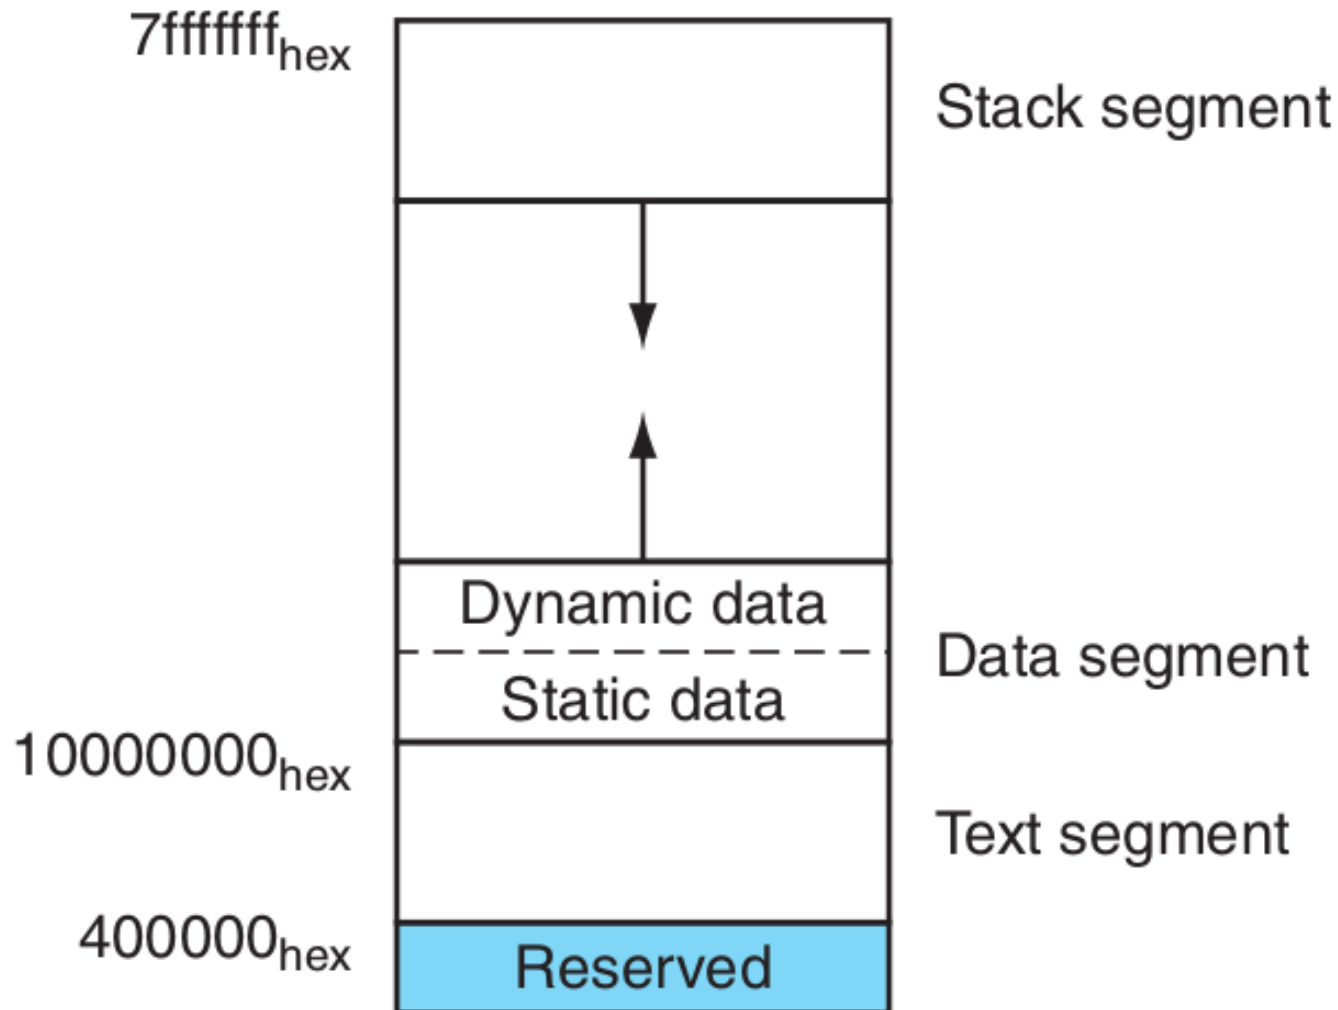 7fffffffhex
Stack segment
Dynamic data
Data segment
Static data
10000000hex
Text segment
400000hex
Reserved